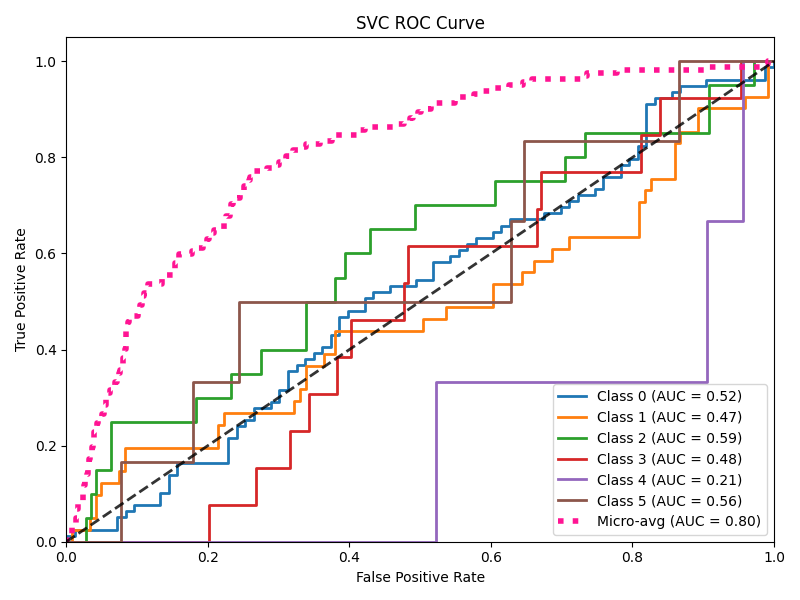 SVC ROC Curve
True Positive Rate
1.0
0.8
0.6
0.4
0.2
0.0
0.0 0.2 0.4 0.6 0.8 1.0
False Positive Rate
Class 0 (AUC = 0.52)
Class 1 (AUC = 0.47)
Class 2 (AUC = 0.59)
Class 3 (AUC = 0.48)
Class 4 (AUC = 0.21)
Class 5 (AUC = 0.56)
Micro-avg (AUC = 0.80)